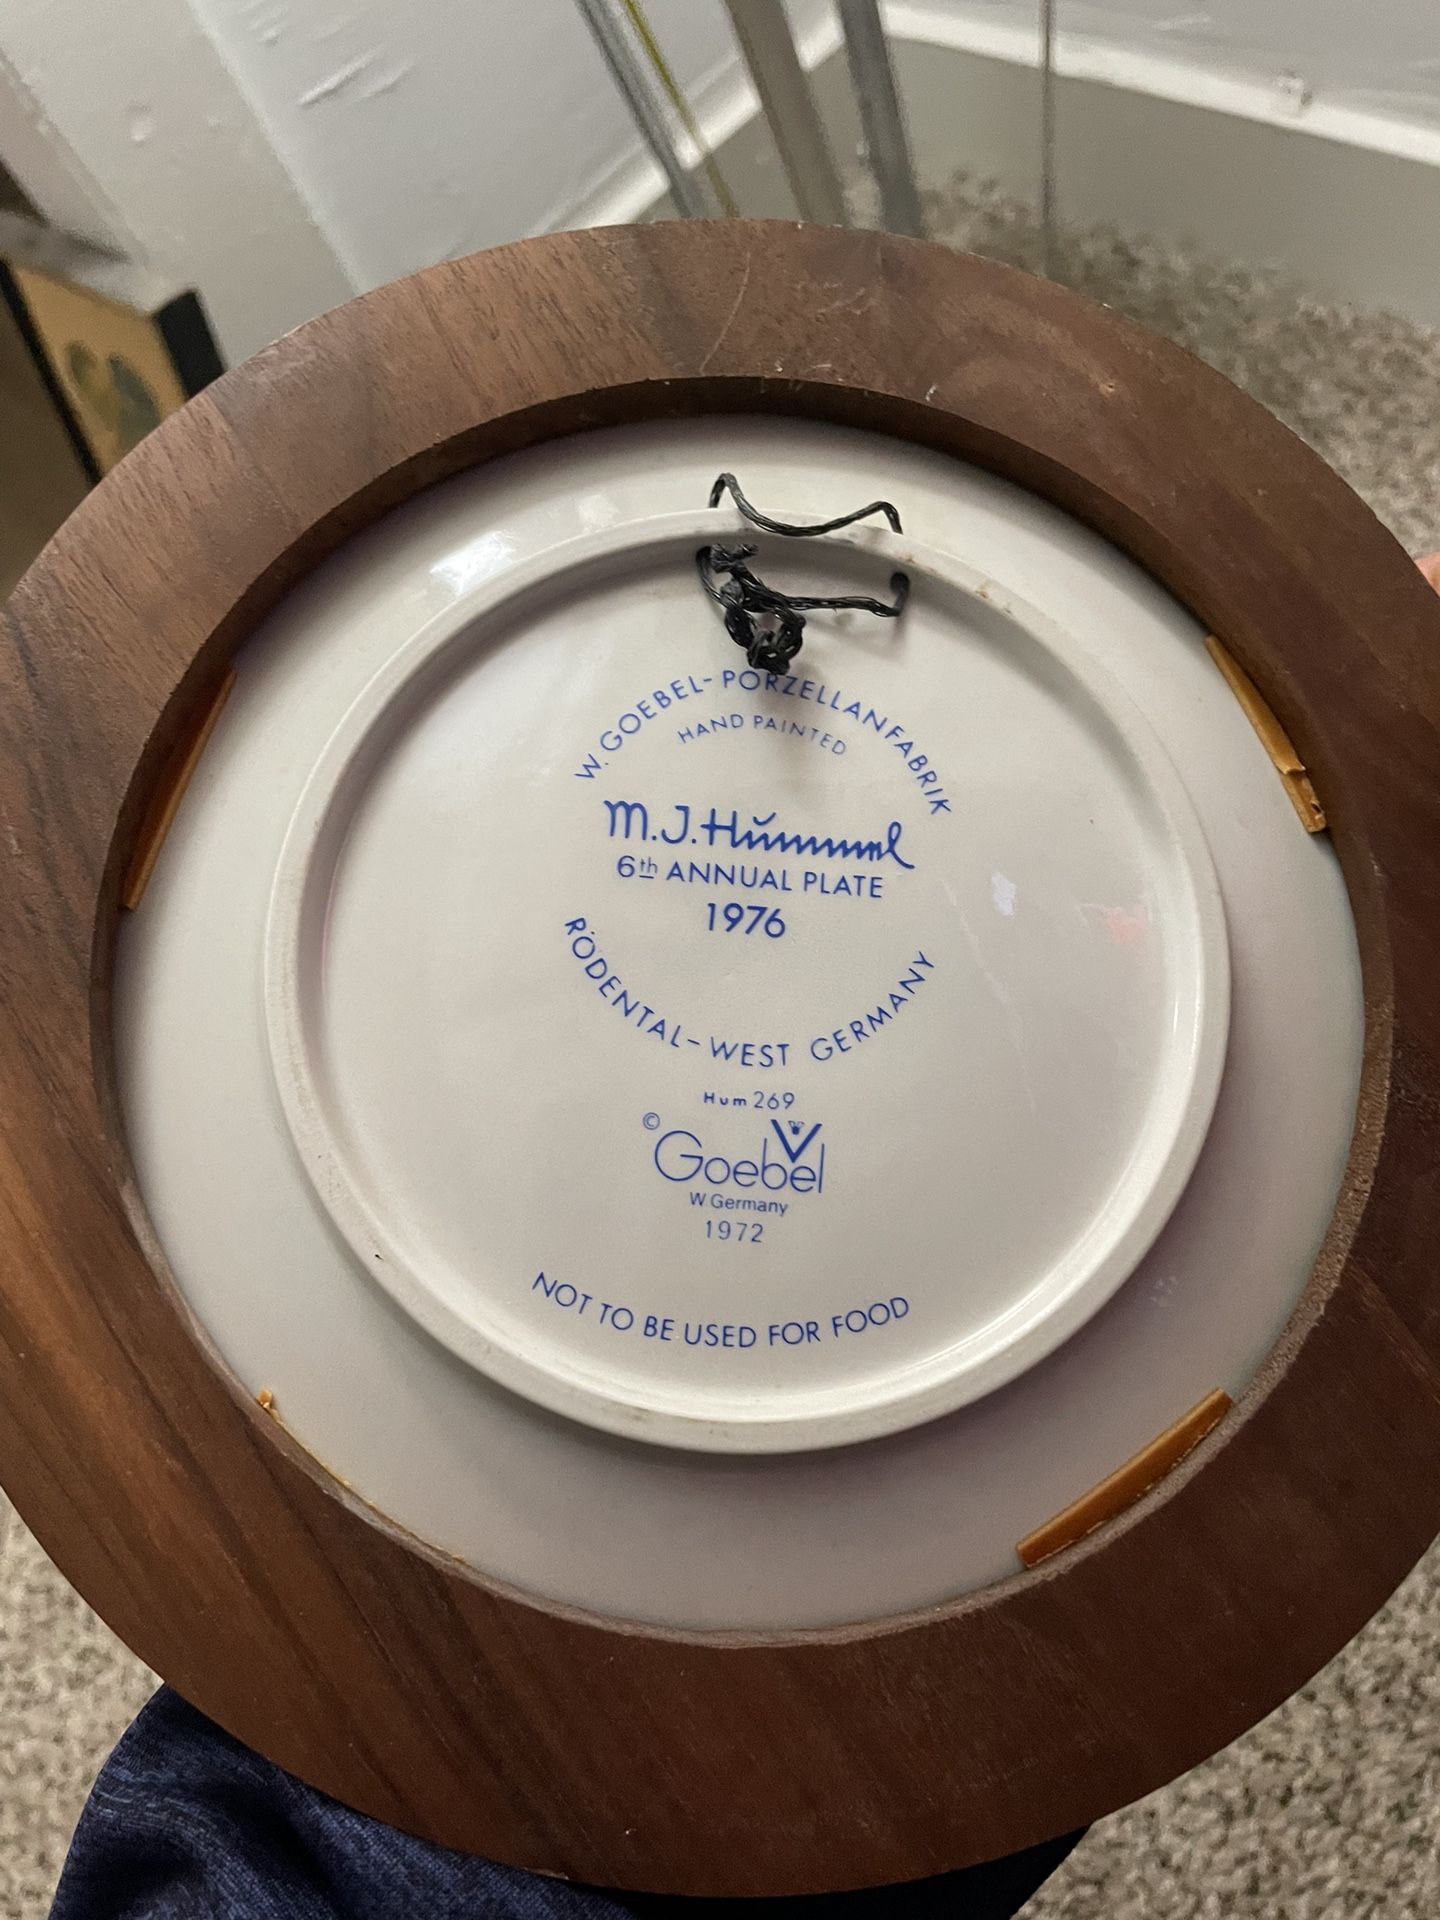 W. GOEBEL-PORZELLANFABRIK
HAND PAINTED
M.J.Hŭmmel
6th ANNUAL PLATE
1976
RÖDENTAL-WEST GERMANY
Hum 269
© Goebel
W. Germany
1972
NOT TO BE USED FOR FOOD